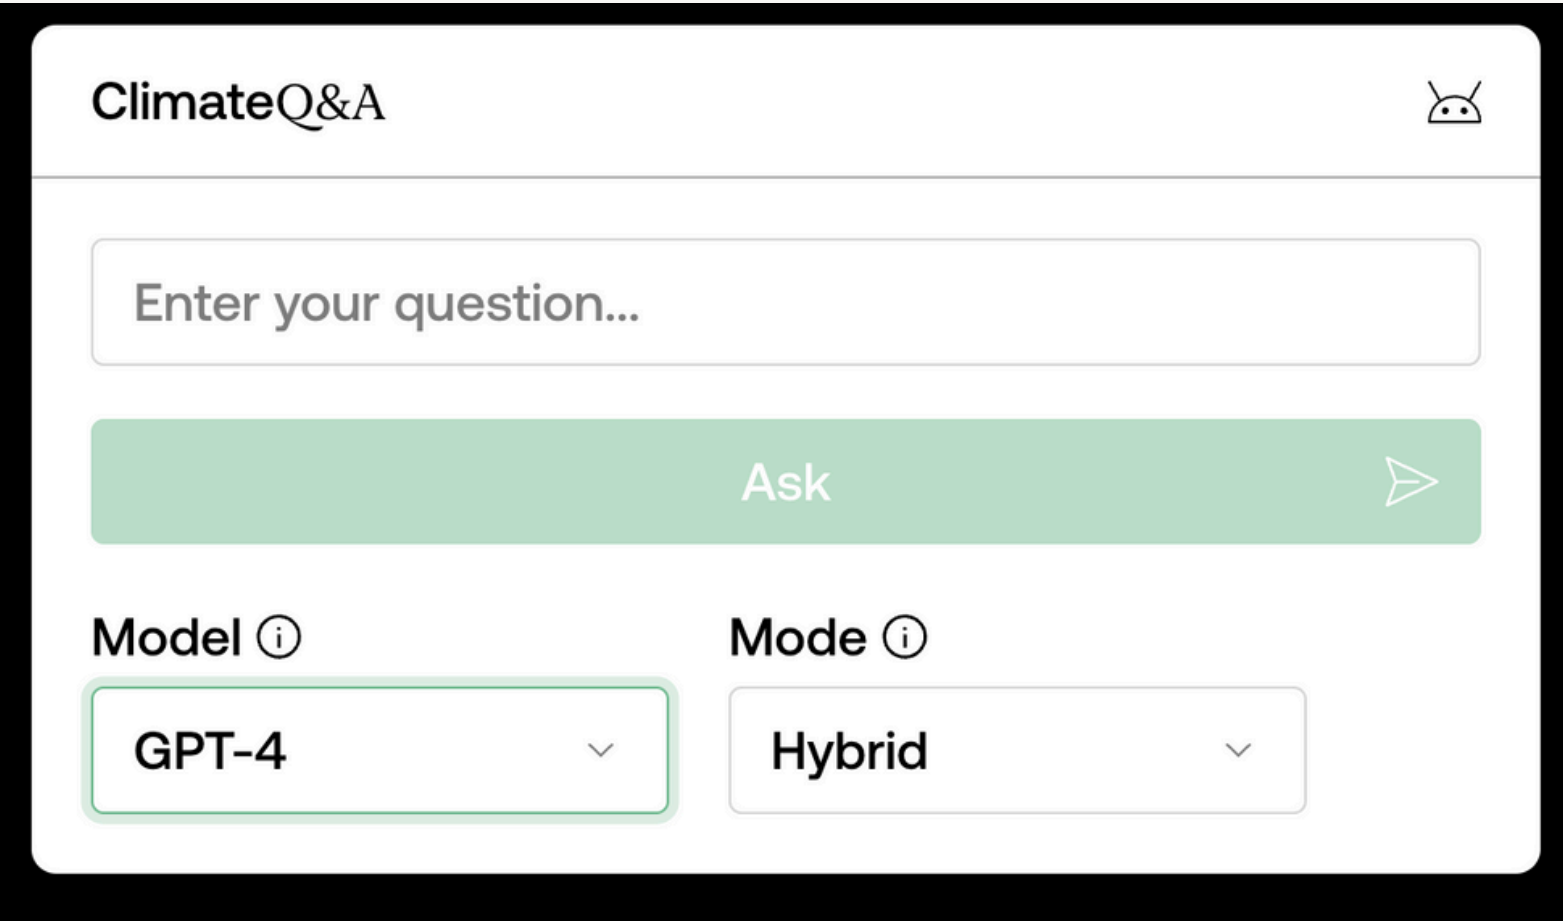 ClimateQ&A
Enter your question...
Ask
Model
Mode
GPT-4
Hybrid